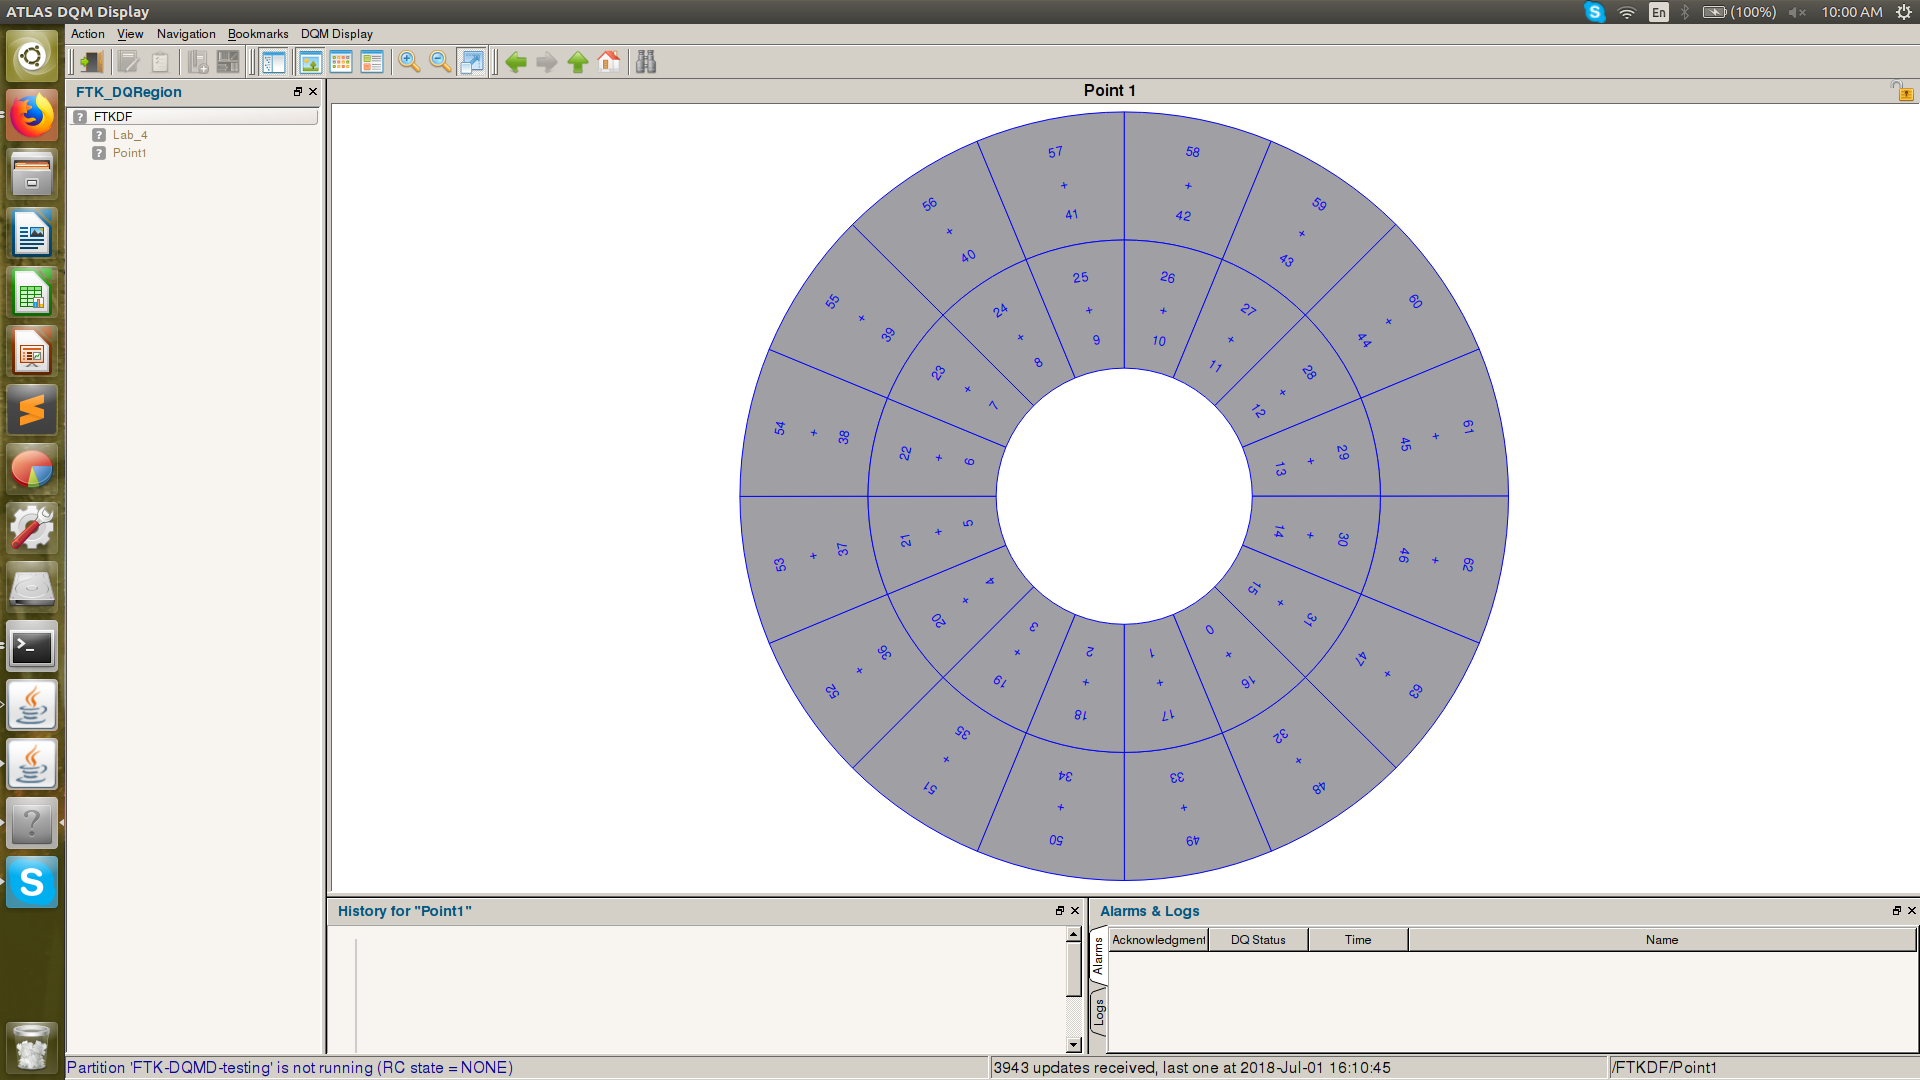 ATLAS DQM Display
En
(100%)
10:00 AM
Action View Navigation Bookmarks DQM Display
FTK_DQRegion
FTKDF
Lab_4
Point1
Point 1
57 + 41
58 + 42
59 + 43
60 + 44
61 + 45
62 + 46
63 + 47
48 + 32
49 + 33
50 + 34
51 + 35
52 + 36
53 + 37
54 + 38
55 + 39
56 + 40
25 + 9
26 + 10
27 + 11
28 + 12
29 + 13
30 + 14
31 + 15
16 + 0
17 + 1
18 + 2
19 + 3
20 + 4
21 + 5
22 + 6
23 + 7
24 + 8
History for "Point1"
Alarms & Logs
Alarms
Logs
Acknowledgment DQ Status Time Name
Partition 'FTK-DQMD-testing' is not running (RC state = NONE)
3943 updates received, last one at 2018-Jul-01 16:10:45
/FTKDF/Point1